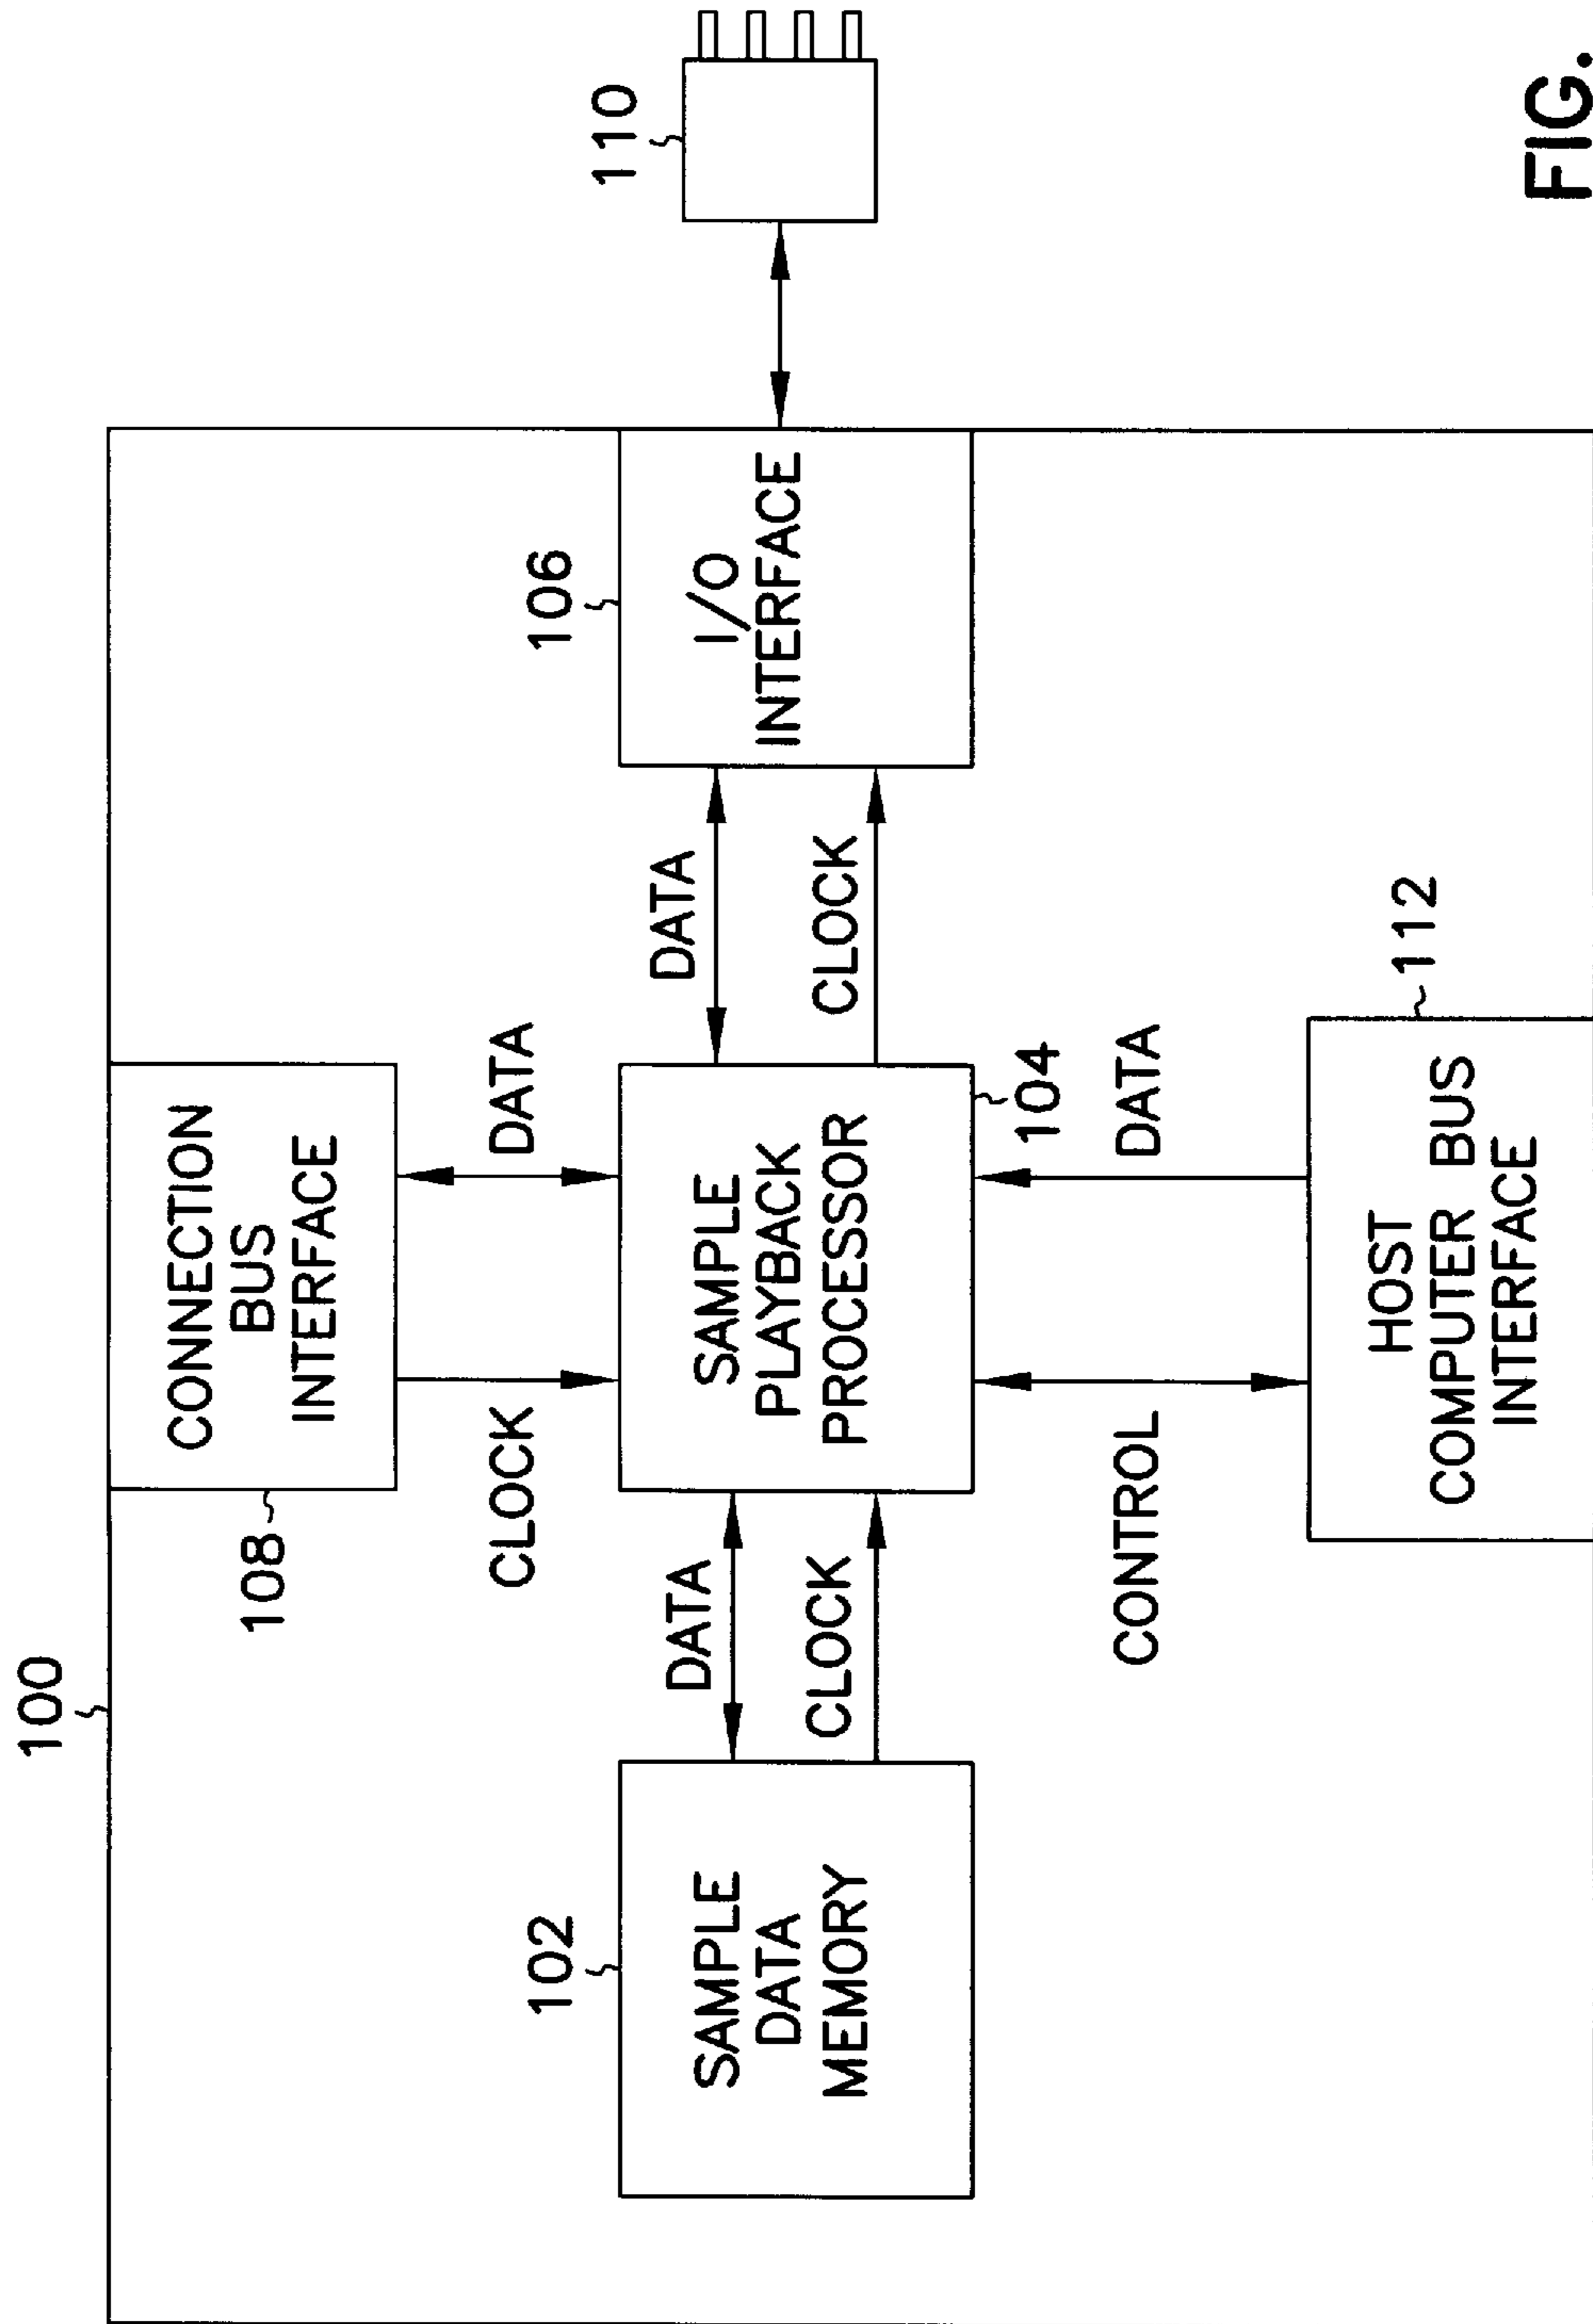 100
CONNECTION
BUS
INTERFACE
108
CLOCK
DATA
110
102
SAMPLE
DATA
MEMORY
DATA
CLOCK
SAMPLE
PLAYBACK
PROCESSOR
104
DATA
CLOCK
106
I/O
INTERFACE
CONTROL
DATA
HOST
COMPUTER BUS
INTERFACE
112
FIG.